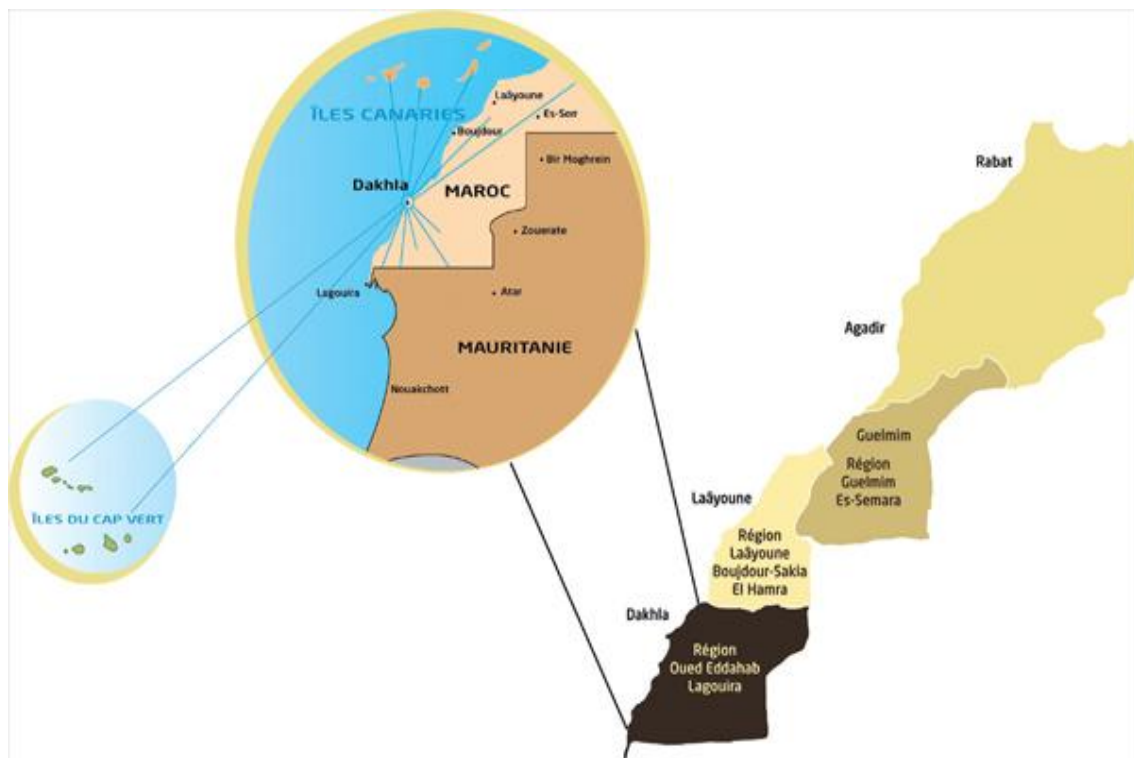 ÎLES CANARIES
Laâyoune
Es-Sem
Boujdour
Bir Moghrein
Dakhla
MAROC
Zouerate
Lagouira
Atar
MAURITANIE
Nouakchott
ÎLES DU CAP VERT
Rabat
Agadir
Guelmim
Région
Guelmim
Es-Semara
Laâyoune
Région
Laâyoune
Boujdour-Sakia
El Hamra
Dakhla
Région
Oued Eddahab
Lagouira